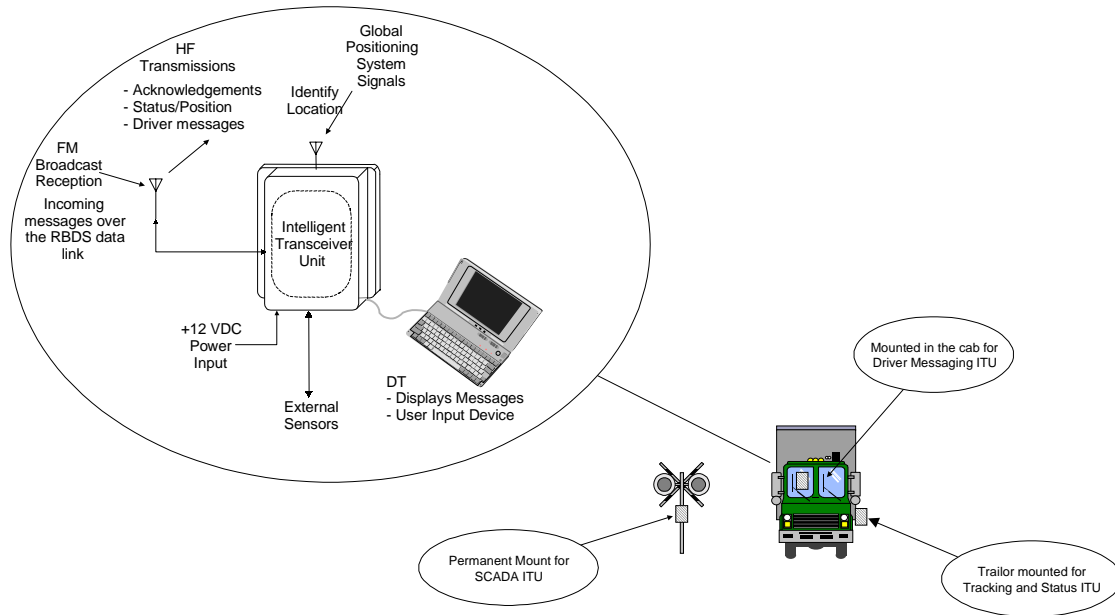 HF
Transmissions
- Acknowledgements
- Status/Position
- Driver messages
Global
Positioning
System
Signals
Identify
Location
FM
Broadcast
Reception
Incoming
messages over
the RBDS data
link
Intelligent
Transceiver
Unit
+12 VDC
Power
Input
External
Sensors
DT
- Displays Messages
- User Input Device
Mounted in the cab for
Driver Messaging ITU
Permanent Mount for
SCADA ITU
Trailor mounted for
Tracking and Status ITU